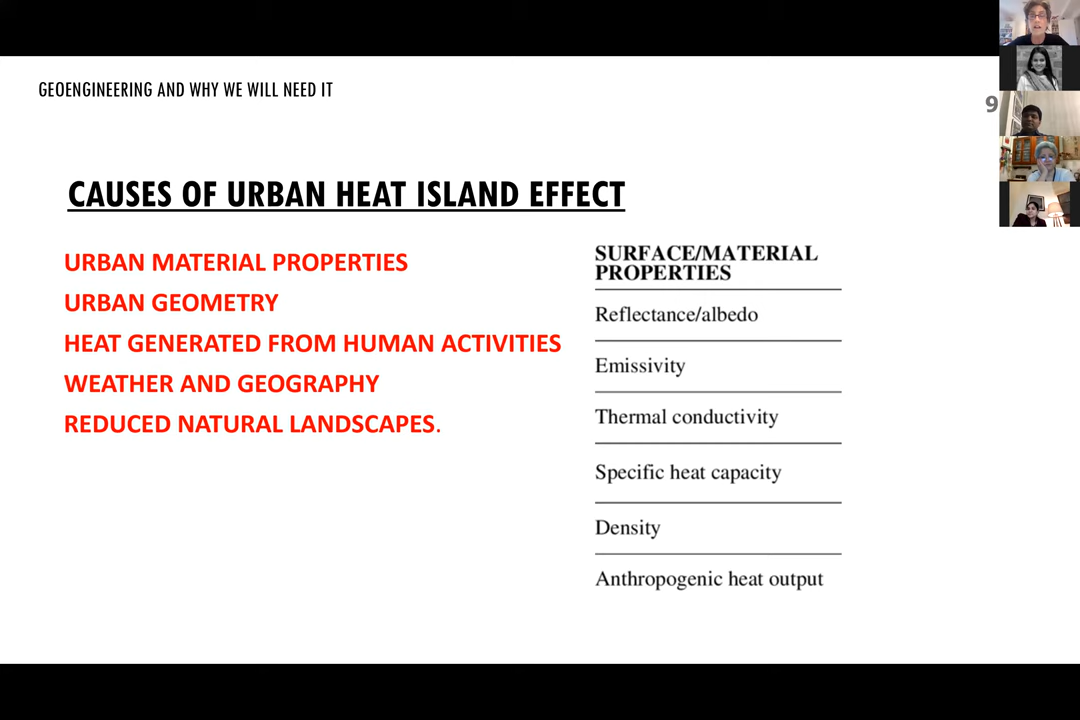 GEOENGINEERING AND WHY WE WILL NEED IT
9
CAUSES OF URBAN HEAT ISLAND EFFECT
URBAN MATERIAL PROPERTIES
URBAN GEOMETRY
HEAT GENERATED FROM HUMAN ACTIVITIES
WEATHER AND GEOGRAPHY
REDUCED NATURAL LANDSCAPES.
SURFACE/MATERIAL
PROPERTIES
Reflectance/albedo
Emissivity
Thermal conductivity
Specific heat capacity
Density
Anthropogenic heat output